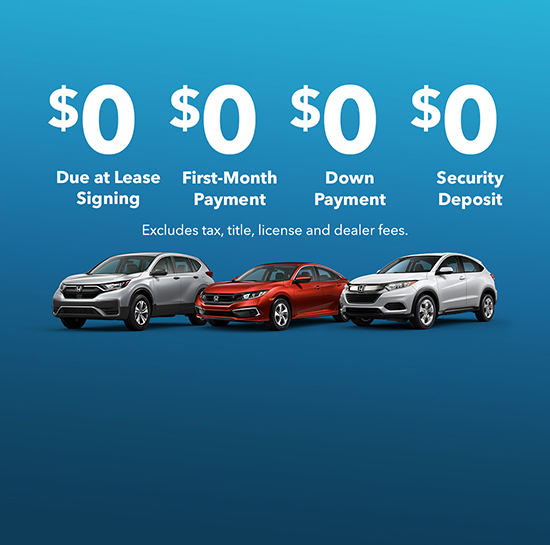 $0 $0 $0 $0
Due at Lease First-Month Down Security
Signing Payment Payment Deposit
Excludes tax, title, license and dealer fees.